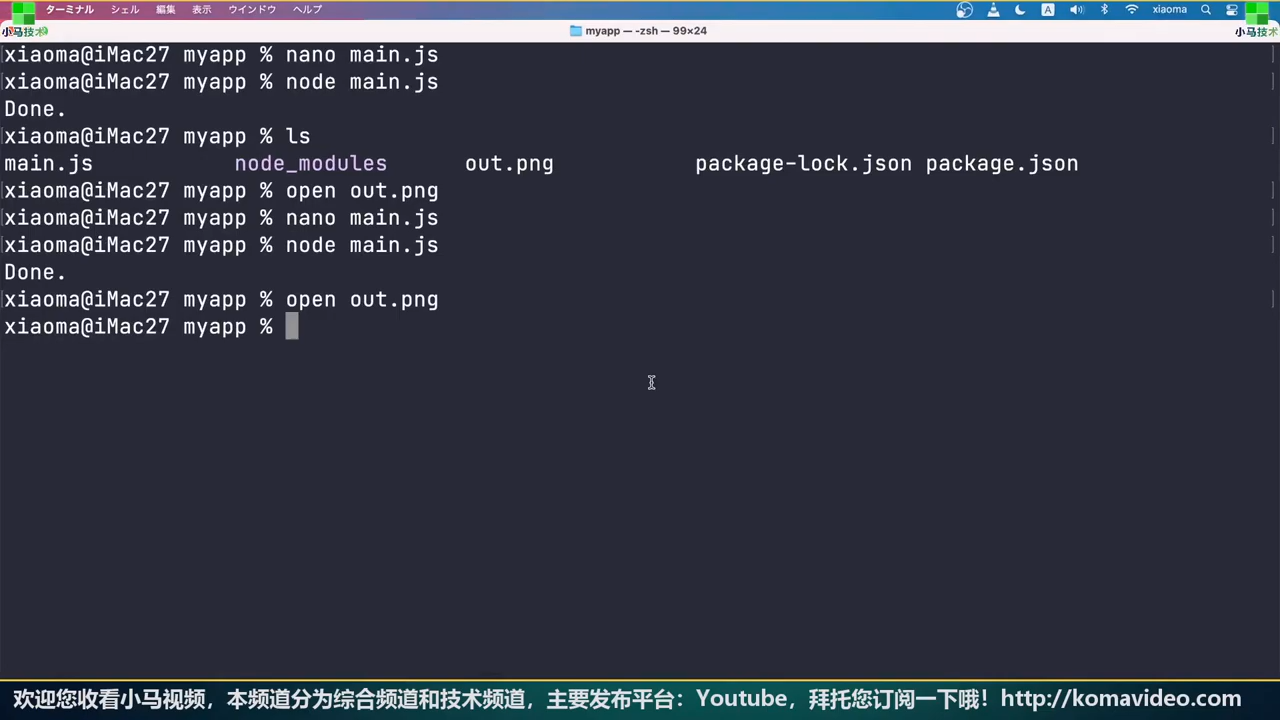 ターミナル シェル 編集 表示 ウインドウ ヘルプ A xiaoma
小马技术 myapp — -zsh — 99×24 小马技术
xiaoma@iMac27 myapp % nano main.js
xiaoma@iMac27 myapp % node main.js
Done.
xiaoma@iMac27 myapp % ls
main.js node_modules out.png package-lock.json package.json
xiaoma@iMac27 myapp % open out.png
xiaoma@iMac27 myapp % nano main.js
xiaoma@iMac27 myapp % node main.js
Done.
xiaoma@iMac27 myapp % open out.png
xiaoma@iMac27 myapp %
欢迎您收看小马视频，本频道分为综合频道和技术频道，主要发布平台：Youtube，拜托您订阅一下哦！http://komavideo.com